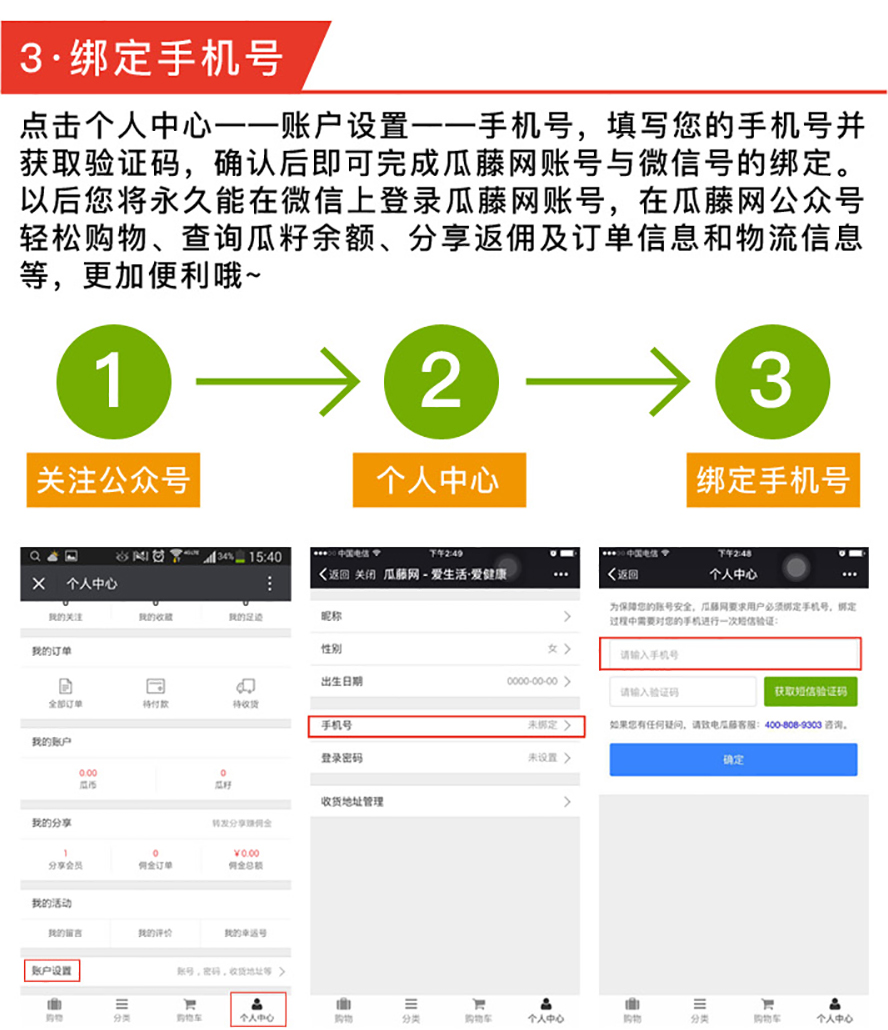 3·绑定手机号
点击个人中心——账户设置——手机号，填写您的手机号并
获取验证码，确认后即可完成瓜藤网账号与微信号的绑定。
以后您将永久能在微信上登录瓜藤网账号，在瓜藤网公众号
轻松购物、查询瓜籽余额、分享返佣及订单信息和物流信息
等，更加便利哦~
1
2
3
关注公众号
个人中心
绑定手机号
34% 15:40
个人中心
我的关注 我的收藏 我的足迹
我的订单
全部订单 待付款 待收货
我的账户
0.00 0
瓜币 瓜籽
我的分享 转发分享赚佣金
1 0 ￥0.00
分享会员 佣金订单 佣金总额
我的活动
我的留言 我的评价 我的幸运号
账户设置 账号，密码，收货地址等
购物 分类 购物车 个人中心
中国电信 下午2:49
返回 关闭 瓜藤网 - 爱生活·爱健康
昵称
性别 女
出生日期 0000-00-00
手机号 未绑定
登录密码 未设置
收货地址管理
购物 分类 购物车 个人中心
中国电信 下午2:48
返回 个人中心
为保障您的账号安全，瓜藤网要求用户必须绑定手机号，绑定
过程中需要对您的手机进行一次短信验证：
请输入手机号
请输入验证码 获取短信验证码
如果您有任何疑问，请致电瓜藤客服：400-808-9303 咨询。
确定
购物 分类 购物车 个人中心